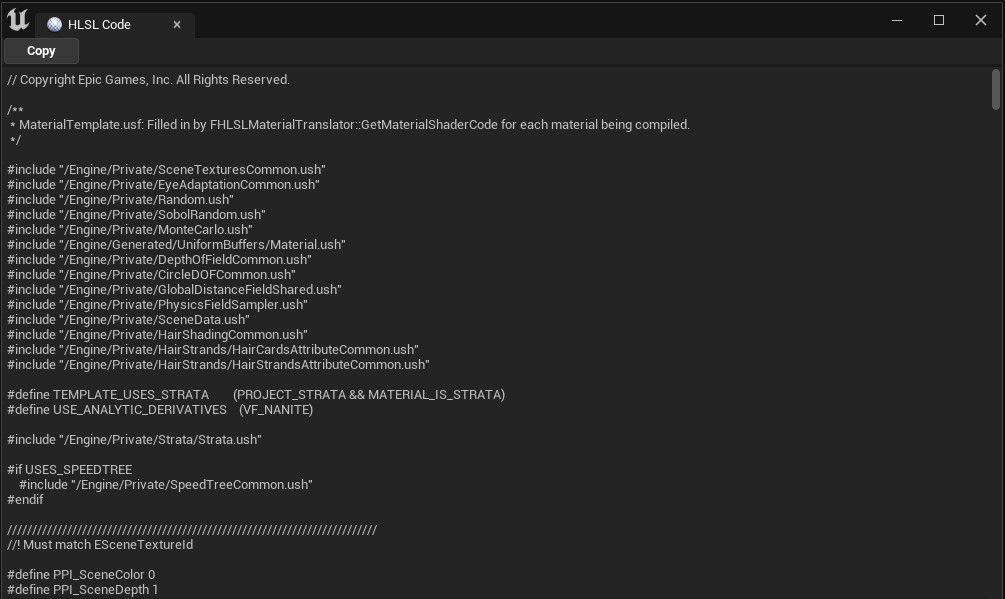 HLSL Code
Copy
// Copyright Epic Games, Inc. All Rights Reserved.
/**
* MaterialTemplate.usf: Filled in by FHLSLMaterialTranslator::GetMaterialShaderCode for each material being compiled.
*/
#include "/Engine/Private/SceneTexturesCommon.ush"
#include "/Engine/Private/EyeAdaptationCommon.ush"
#include "/Engine/Private/Random.ush"
#include "/Engine/Private/SobolRandom.ush"
#include "/Engine/Private/MonteCarlo.ush"
#include "/Engine/Generated/UniformBuffers/Material.ush"
#include "/Engine/Private/DepthOfFieldCommon.ush"
#include "/Engine/Private/CircleDOFCommon.ush"
#include "/Engine/Private/GlobalDistanceFieldShared.ush"
#include "/Engine/Private/PhysicsFieldSampler.ush"
#include "/Engine/Private/SceneData.ush"
#include "/Engine/Private/HairShadingCommon.ush"
#include "/Engine/Private/HairStrands/HairCardsAttributeCommon.ush"
#include "/Engine/Private/HairStrands/HairStrandsAttributeCommon.ush"
#define TEMPLATE_USES_STRATA (PROJECT_STRATA && MATERIAL_IS_STRATA)
#define USE_ANALYTIC_DERIVATIVES (VF_NANITE)
#include "/Engine/Private/Strata/Strata.ush"
#if USES_SPEEDTREE
#include "/Engine/Private/SpeedTreeCommon.ush"
#endif
//////////////////////////////////////////////////////////////////////////
//! Must match ESceneTextureId
#define PPI_SceneColor 0
#define PPI_SceneDepth 1